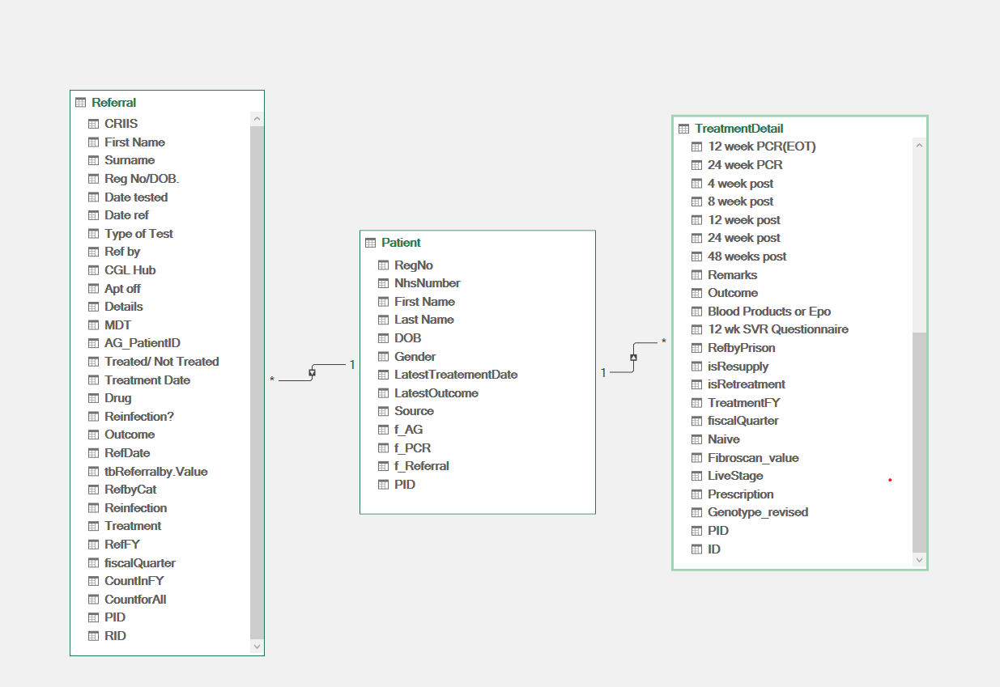 Referral
CRIIS
First Name
Surname
Reg No/DOB.
Date tested
Date ref
Type of Test
Ref by
CGL Hub
Apt off
Details
MDT
AG_PatientID
Treated/ Not Treated
Treatment Date
Drug
Reinfection?
Outcome
RefDate
tbReferralby.Value
RefbyCat
Reinfection
Treatment
RefFY
fiscalQuarter
CountInFY
CountforAll
PID
RID
*
1
Patient
RegNo
NhsNumber
First Name
Last Name
DOB
Gender
LatestTreatementDate
LatestOutcome
Source
f_AG
f_PCR
f_Referral
PID
1
*
TreatmentDetail
12 week PCR(EOT)
24 week PCR
4 week post
8 week post
12 week post
24 week post
48 weeks post
Remarks
Outcome
Blood Products or Epo
12 wk SVR Questionnaire
RefbyPrison
isResupply
isRetreatment
TreatmentFY
fiscalQuarter
Naive
Fibroscan_value
LiveStage
Prescription
Genotype_revised
PID
ID